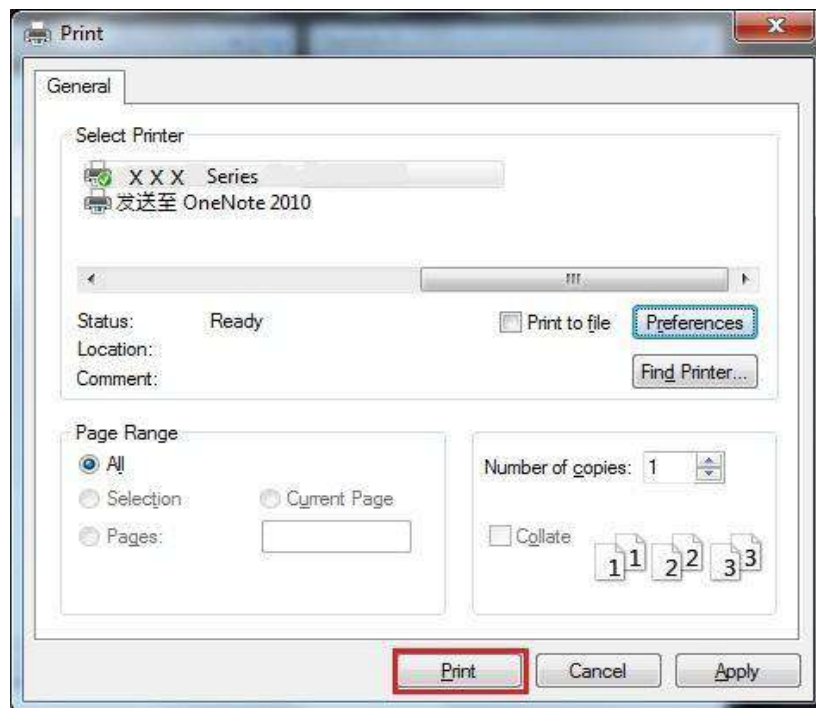 Print
General
Select Printer
X X X Series
发送至 OneNote 2010
Status: Ready
Print to file
Preferences
Location:
Find Printer...
Comment:
Page Range
All
Selection
Current Page
Pages:
Number of copies: 1
Collate
1 1 2 2 3 3
Print
Cancel
Apply